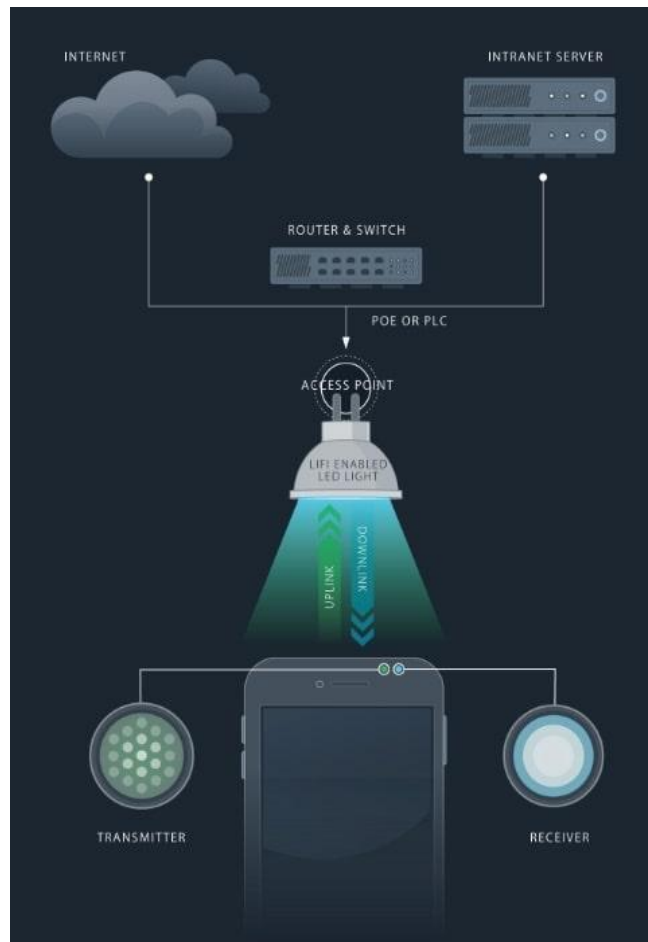 INTERNET
INTRANET SERVER
ROUTER & SWITCH
POE OR PLC
ACCESS POINT
LIFI ENABLED
LED LIGHT
UPLINK
DOWNLINK
TRANSMITTER
RECEIVER